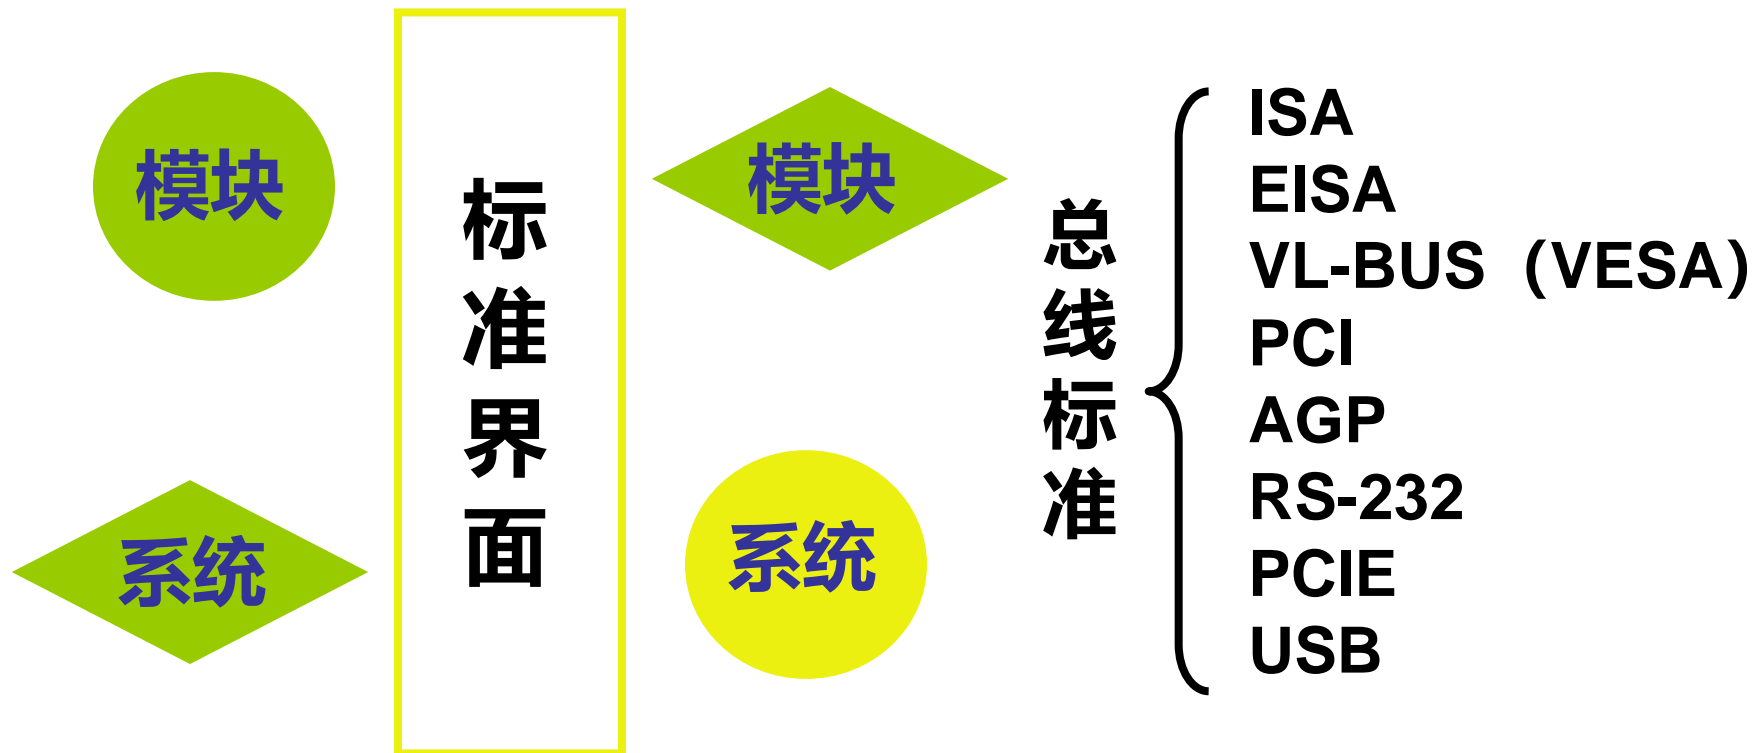 模块
系统
标准界面
模块
系统
总线标准
ISA
EISA
VL-BUS（VESA）
PCI
AGP
RS-232
PCIE
USB